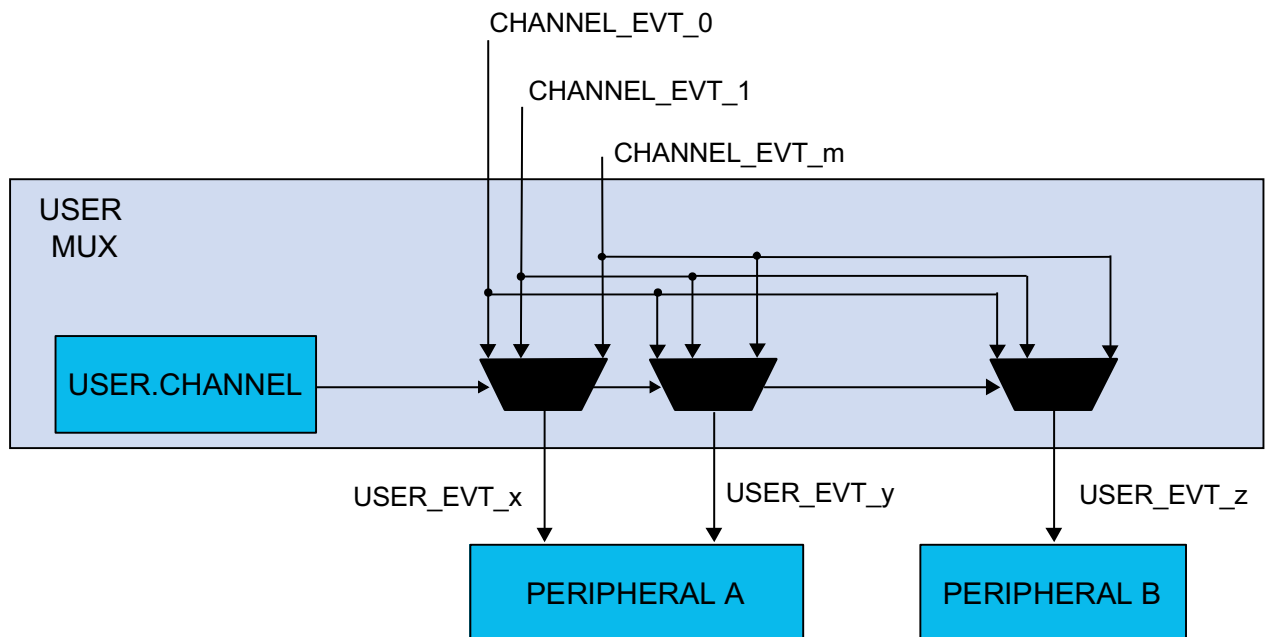 CHANNEL_EVT_0
CHANNEL_EVT_1
CHANNEL_EVT_m
USER
MUX
USER.CHANNEL
USER_EVT_x
USER_EVT_y
USER_EVT_z
PERIPHERAL A
PERIPHERAL B